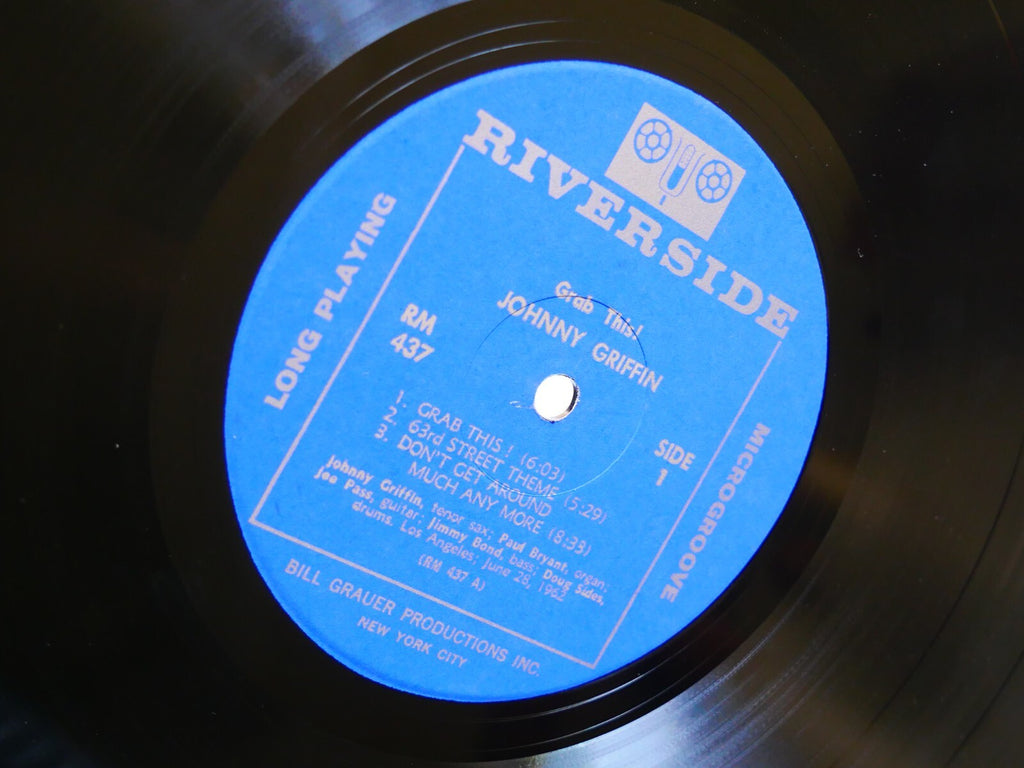 RIVERSIDE
LONG PLAYING
MICROGROOVE
Grab This!
JOHNNY GRIFFIN
RM
437
SIDE
1
1. GRAB THIS! (6:03)
2. 63rd STREET THEME (5:29)
3. DON'T GET AROUND
MUCH ANY MORE (8:33)
Johnny Griffin, tenor sax; Paul Bryant, organ;
Joe Pass, guitar; Jimmy Bond, bass; Doug Sides,
drums. Los Angeles; June 28, 1962
(RM 437 A)
BILL GRAUER PRODUCTIONS INC.
NEW YORK CITY